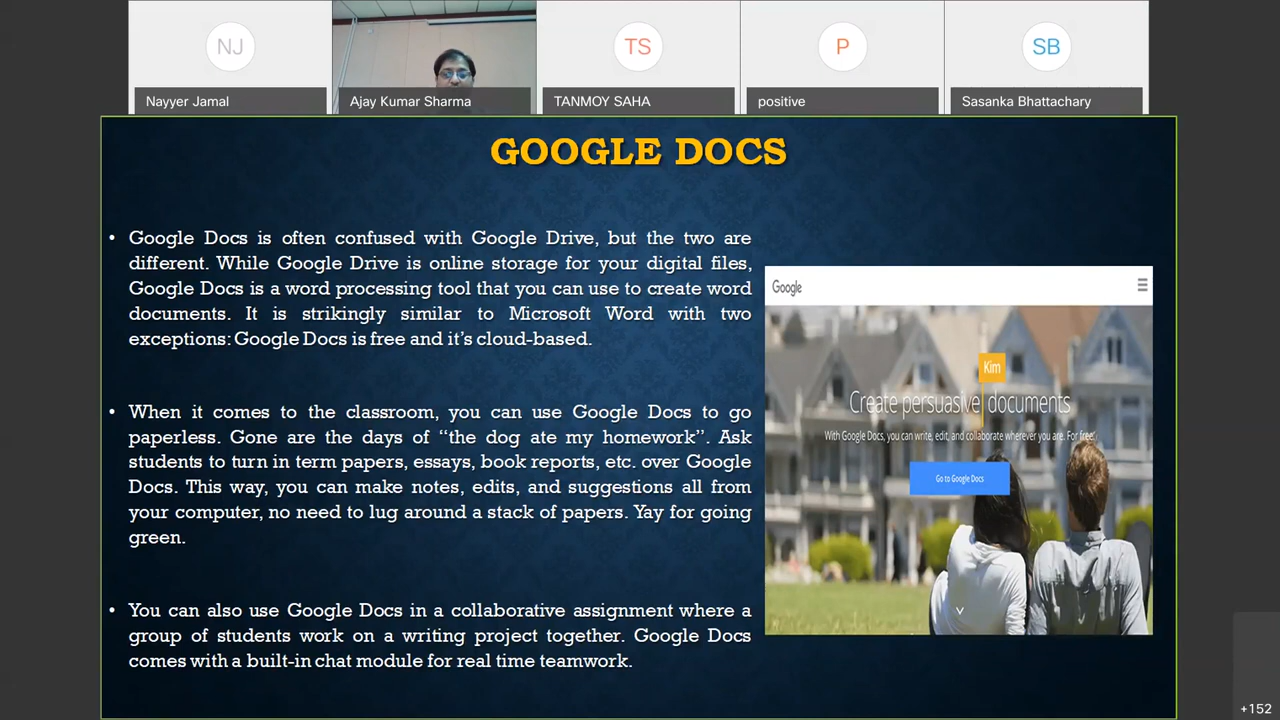 NJ
TS
P
SB
Nayyer Jamal
Ajay Kumar Sharma
TANMOY SAHA
positive
Sasanka Bhattachary
GOOGLE DOCS
• Google Docs is often confused with Google Drive, but the two are
different. While Google Drive is online storage for your digital files,
Google Docs is a word processing tool that you can use to create word
documents. It is strikingly similar to Microsoft Word with two
exceptions: Google Docs is free and it’s cloud-based.
• When it comes to the classroom, you can use Google Docs to go
paperless. Gone are the days of “the dog ate my homework”. Ask
students to turn in term papers, essays, book reports, etc. over Google
Docs. This way, you can make notes, edits, and suggestions all from
your computer, no need to lug around a stack of papers. Yay for going
green.
• You can also use Google Docs in a collaborative assignment where a
group of students work on a writing project together. Google Docs
comes with a built-in chat module for real time teamwork.
Google
Kim
Create persuasive documents
With Google Docs, you can write, edit, and collaborate wherever you are. For free.
Go to Google Docs
+152